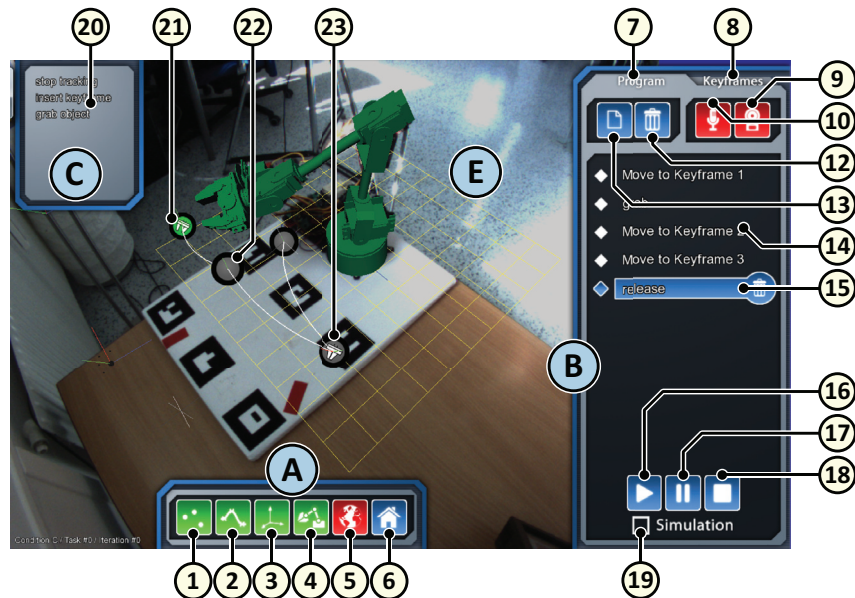 20 21 22 23 7 8
9
10
12
13
14
15
16
17
18
19
1 2 3 4 5 6
stop tracking
insert keyframe
grab object
C
E
B
A
Program Keyframes
Move to Keyframe 1
Move to Keyframe
Move to Keyframe 3
release
Simulation
Condition C / Task #0 / Iteration #0